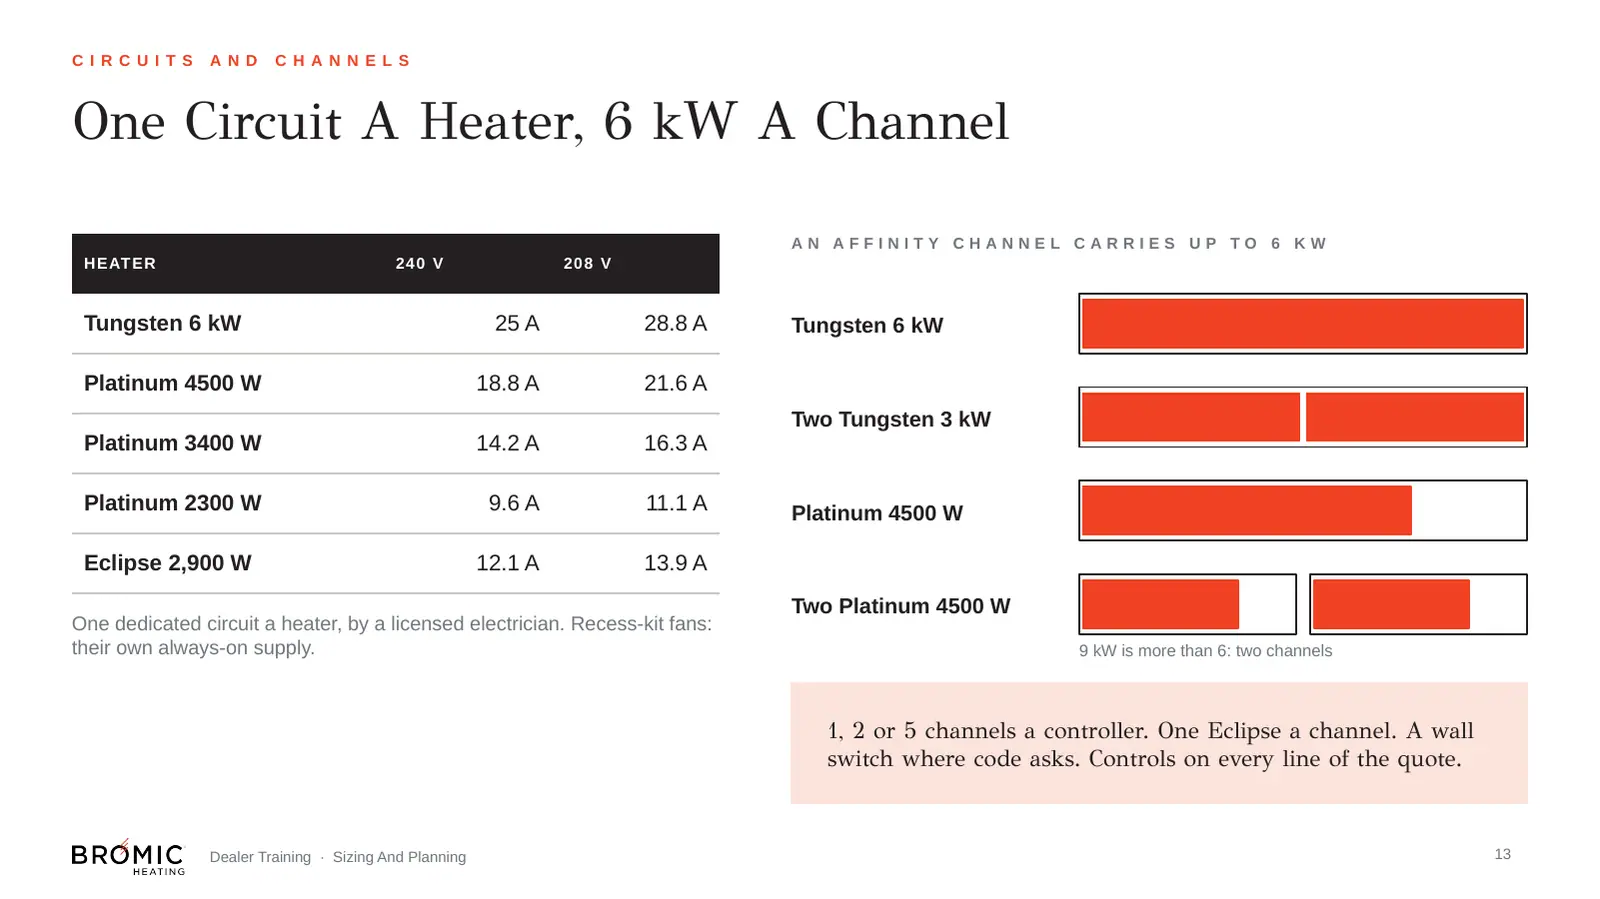 CIRCUITS AND CHANNELS
One Circuit A Heater, 6 kW A Channel
HEATER 240 V 208 V
Tungsten 6 kW 25 A 28.8 A
Platinum 4500 W 18.8 A 21.6 A
Platinum 3400 W 14.2 A 16.3 A
Platinum 2300 W 9.6 A 11.1 A
Eclipse 2,900 W 12.1 A 13.9 A
One dedicated circuit a heater, by a licensed electrician. Recess-kit fans:
their own always-on supply.
AN AFFINITY CHANNEL CARRIES UP TO 6 KW
Tungsten 6 kW
Two Tungsten 3 kW
Platinum 4500 W
Two Platinum 4500 W
9 kW is more than 6: two channels
1, 2 or 5 channels a controller. One Eclipse a channel. A wall
switch where code asks. Controls on every line of the quote.
BROMIC
HEATING
Dealer Training · Sizing And Planning
13